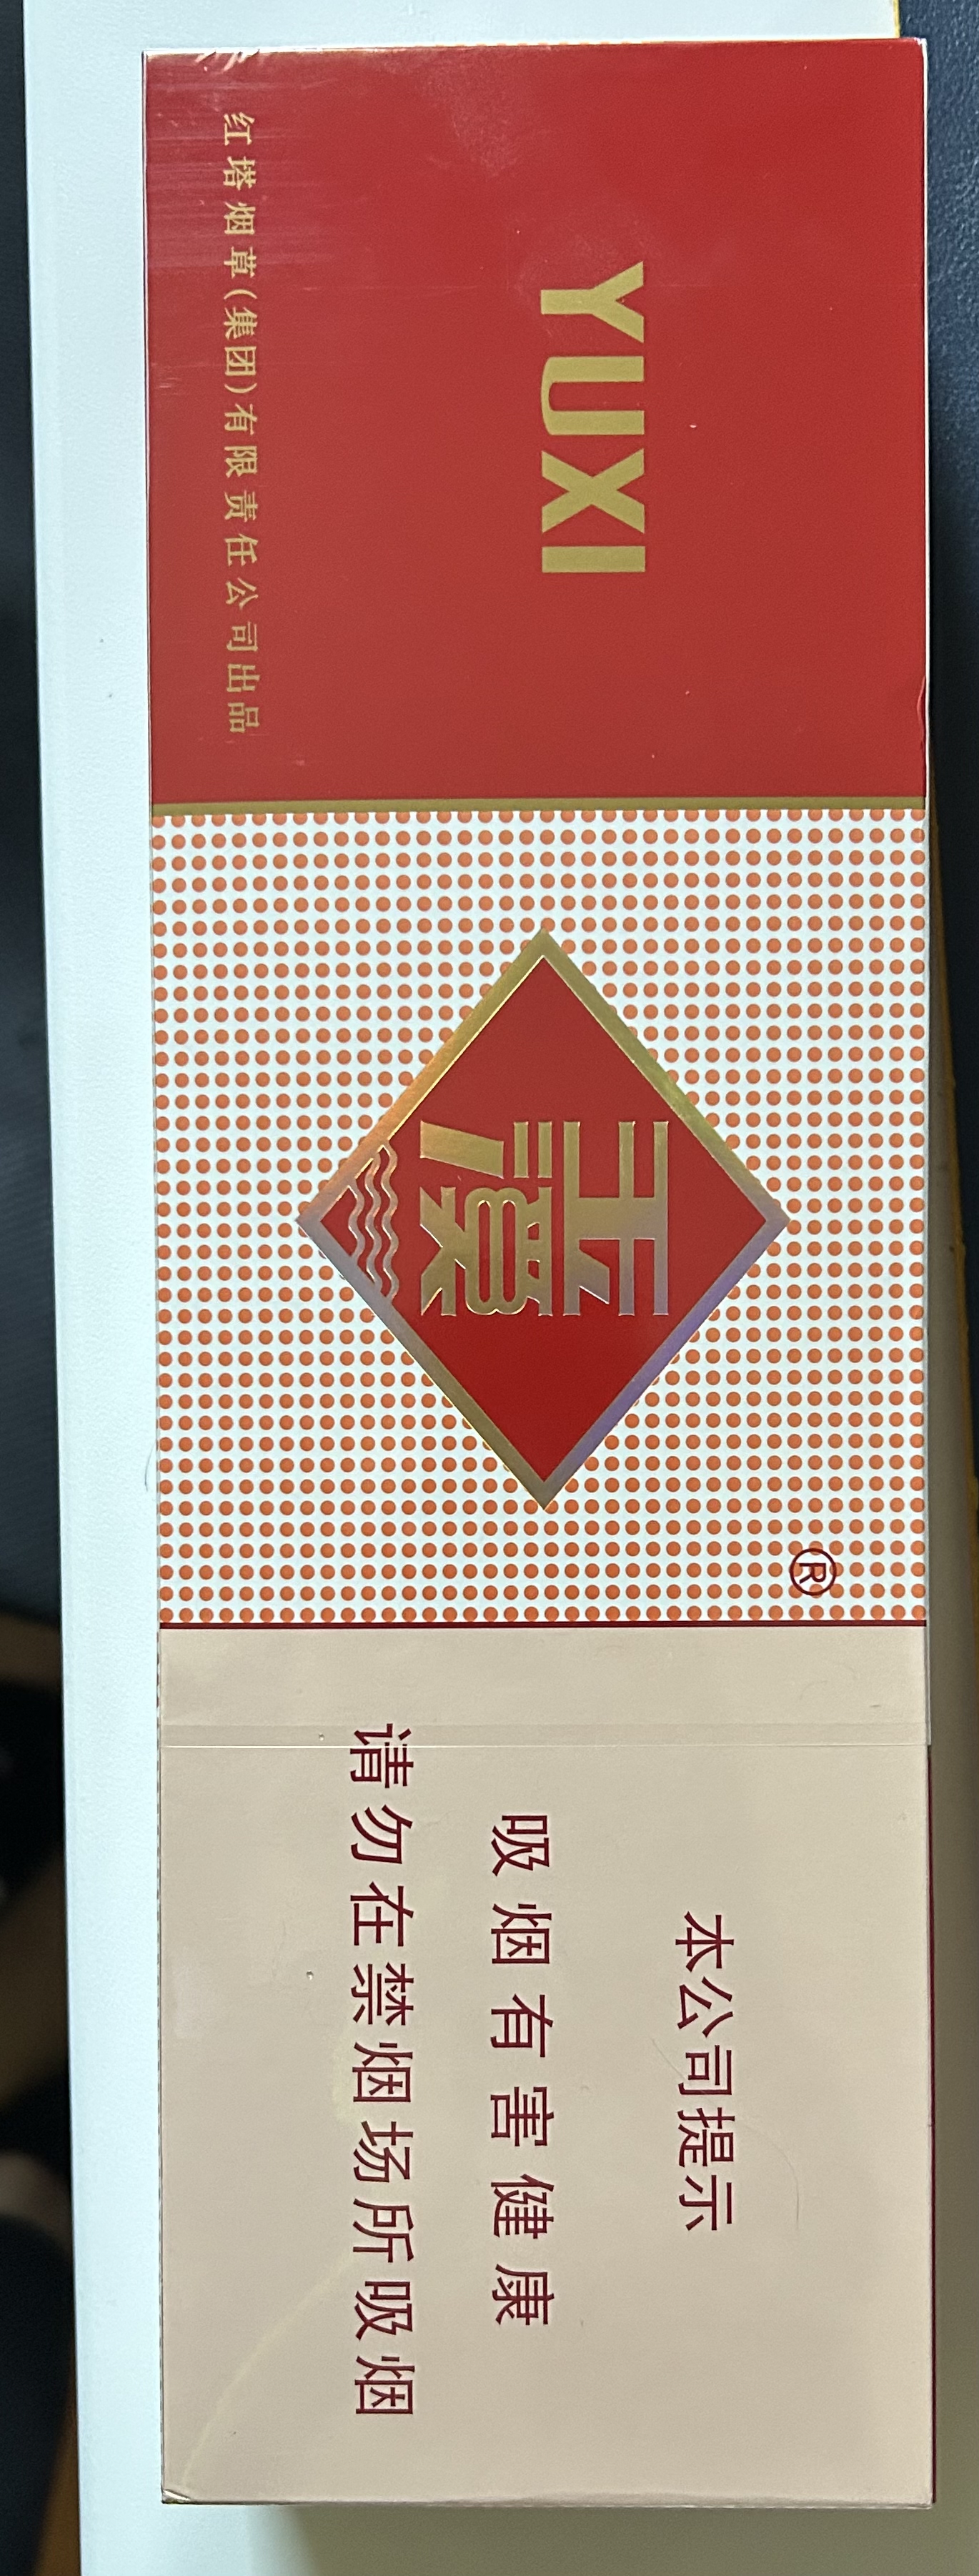 YUXI
红塔烟草(集团)有限责任公司出品
玉溪
®
本公司提示
吸烟有害健康
请勿在禁烟场所吸烟